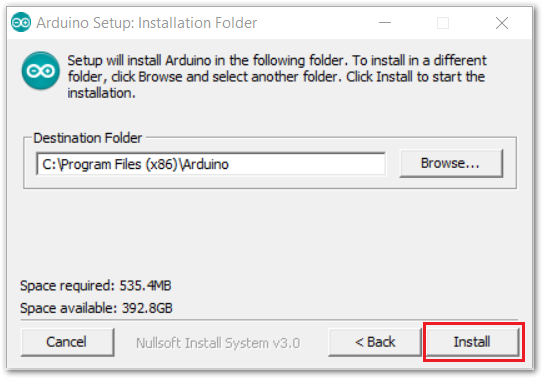 Arduino Setup: Installation Folder
Setup will install Arduino in the following folder. To install in a different
folder, click Browse and select another folder. Click Install to start the
installation.
Destination Folder
C:\Program Files (x86)\Arduino
Browse...
Space required: 535.4MB
Space available: 392.8GB
Cancel
Nullsoft Install System v3.0
< Back
Install